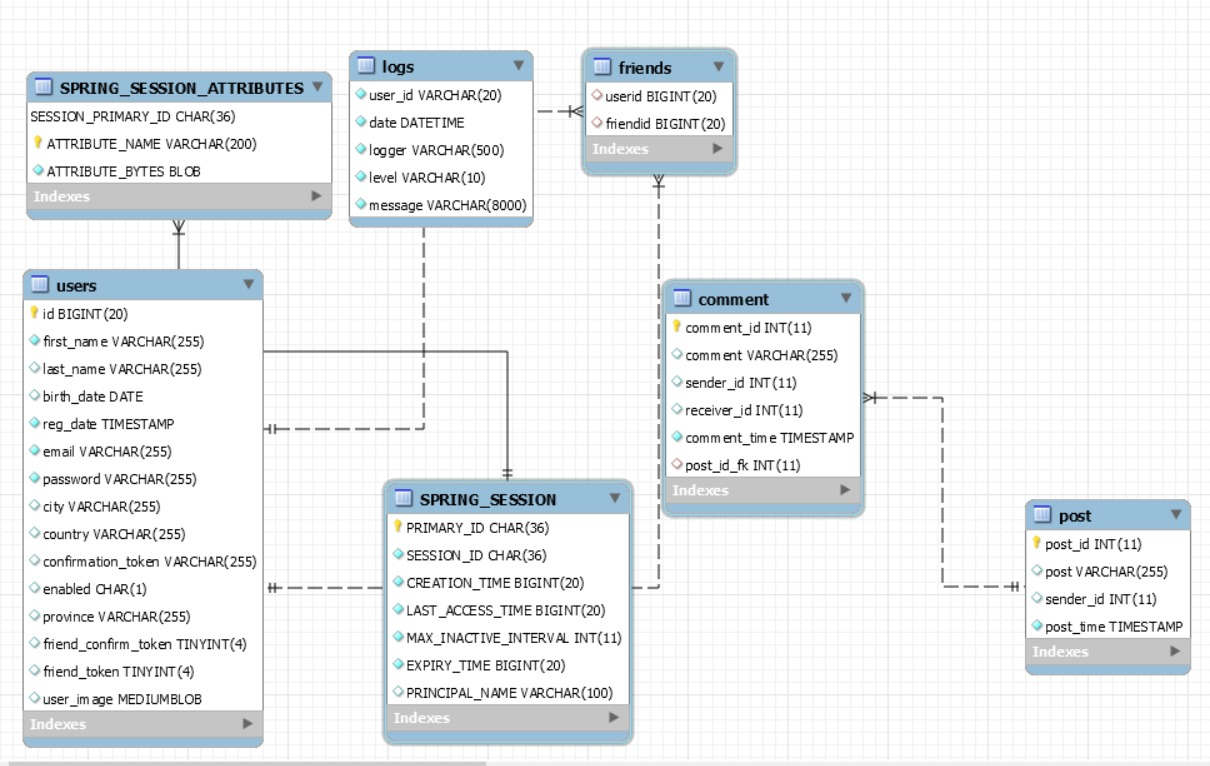 SPRING_SESSION_ATTRIBUTES
SESSION_PRIMARY_ID CHAR(36)
ATTRIBUTE_NAME VARCHAR(200)
ATTRIBUTE_BYTES BLOB
Indexes
logs
user_id VARCHAR(20)
date DATETIME
logger VARCHAR(500)
level VARCHAR(10)
message VARCHAR(8000)
friends
userid BIGINT(20)
friendid BIGINT(20)
Indexes
users
id BIGINT(20)
first_name VARCHAR(255)
last_name VARCHAR(255)
birth_date DATE
reg_date TIMESTAMP
email VARCHAR(255)
password VARCHAR(255)
city VARCHAR(255)
country VARCHAR(255)
confirmation_token VARCHAR(255)
enabled CHAR(1)
province VARCHAR(255)
friend_confirm_token TINYINT(4)
friend_token TINYINT(4)
user_image MEDIUMBLOB
Indexes
SPRING_SESSION
PRIMARY_ID CHAR(36)
SESSION_ID CHAR(36)
CREATION_TIME BIGINT(20)
LAST_ACCESS_TIME BIGINT(20)
MAX_INACTIVE_INTERVAL INT(11)
EXPIRY_TIME BIGINT(20)
PRINCIPAL_NAME VARCHAR(100)
Indexes
comment
comment_id INT(11)
comment VARCHAR(255)
sender_id INT(11)
receiver_id INT(11)
comment_time TIMESTAMP
post_id_fk INT(11)
Indexes
post
post_id INT(11)
post VARCHAR(255)
sender_id INT(11)
post_time TIMESTAMP
Indexes